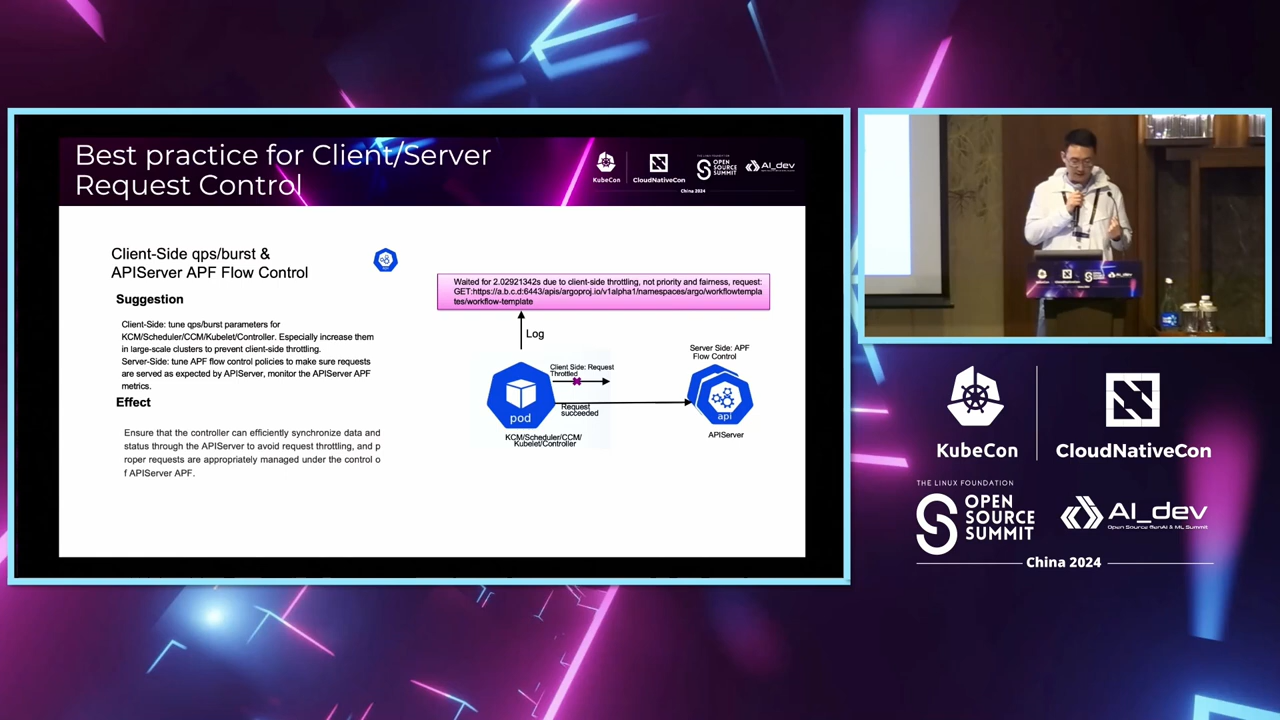 Best practice for Client/Server
Request Control
KubeCon
CloudNativeCon
THE LINUX FOUNDATION
OPEN
SOURCE
SUMMIT
AI_dev
China 2024
Client-Side qps/burst &
APIServer APF Flow Control
Suggestion
Client-Side: tune qps/burst parameters for
KCM/Scheduler/CCM/Kubelet/Controller. Especially increase them
in large-scale clusters to prevent client-side throttling.
Server-Side: tune APF flow control policies to make sure requests
are served as expected by APIServer, monitor the APIServer APF
metrics.
Effect
Ensure that the controller can efficiently synchronize data and
status through the APIServer to avoid request throttling, and p
roper requests are appropriately managed under the control o
f APIServer APF.
Waited for 2.02921342s due to client-side throttling, not priority and fairness, request:
GET:https://a.b.c.d:6443/apis/argoproj.io/v1alpha1/namespaces/argo/workflowtempla
tes/workflow-template
Log
Client Side: Request
Throttled
Request
succeeded
pod
KCM/Scheduler/CCM/
Kubelet/Controller
Server Side: APF
Flow Control
api
APIServer
KubeCon
CloudNativeCon
THE LINUX FOUNDATION
OPEN
SOURCE
SUMMIT
AI_dev
Open Source GenAI & ML Summit
China 2024